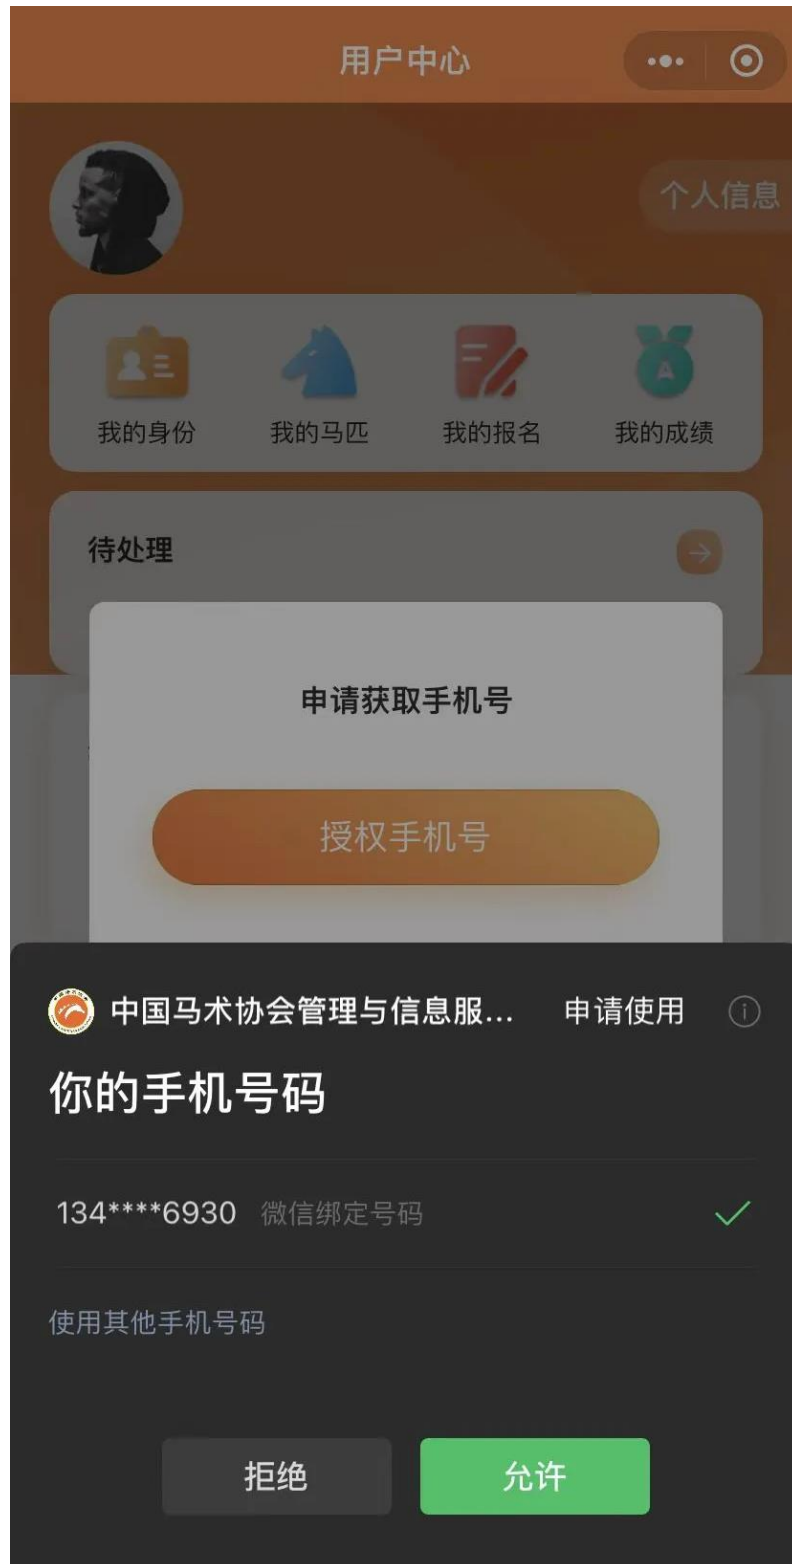 用户中心
个人信息
我的身份 我的马匹 我的报名 我的成绩
待处理
申请获取手机号
授权手机号
中国马术协会管理与信息服... 申请使用
你的手机号码
134****6930 微信绑定号码
使用其他手机号码
拒绝 允许